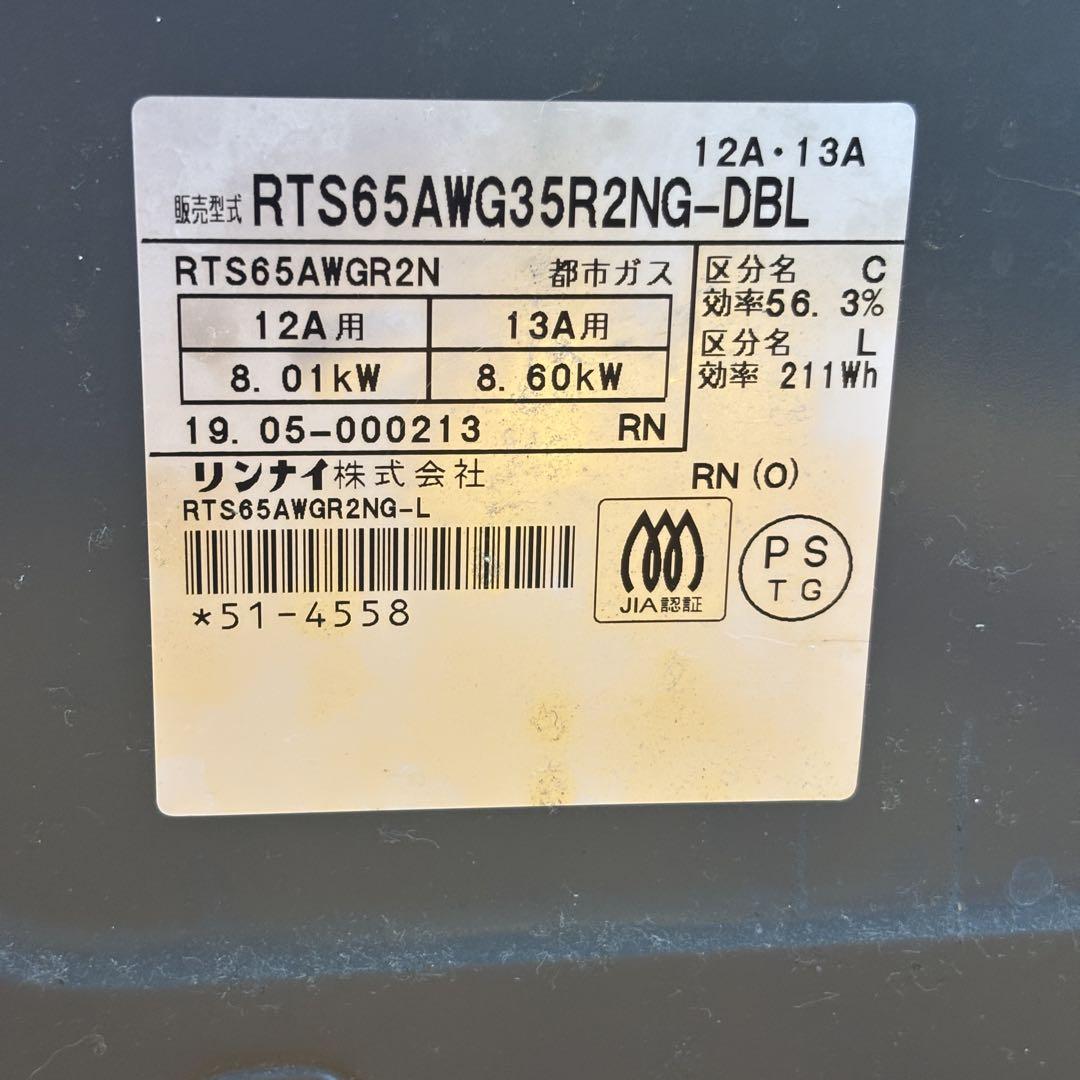 12A・13A
販売型式 RTS65AWG35R2NG-DBL
RTS65AWGR2N 都市ガス
12A用 13A用
8.01kW 8.60kW
19.05-000213 RN
区分名 C
効率56.3%
区分名 L
効率 211Wh
リンナイ株式会社 RN(O)
RTS65AWGR2NG-L
*51-4558
JIA認証
PS
TG